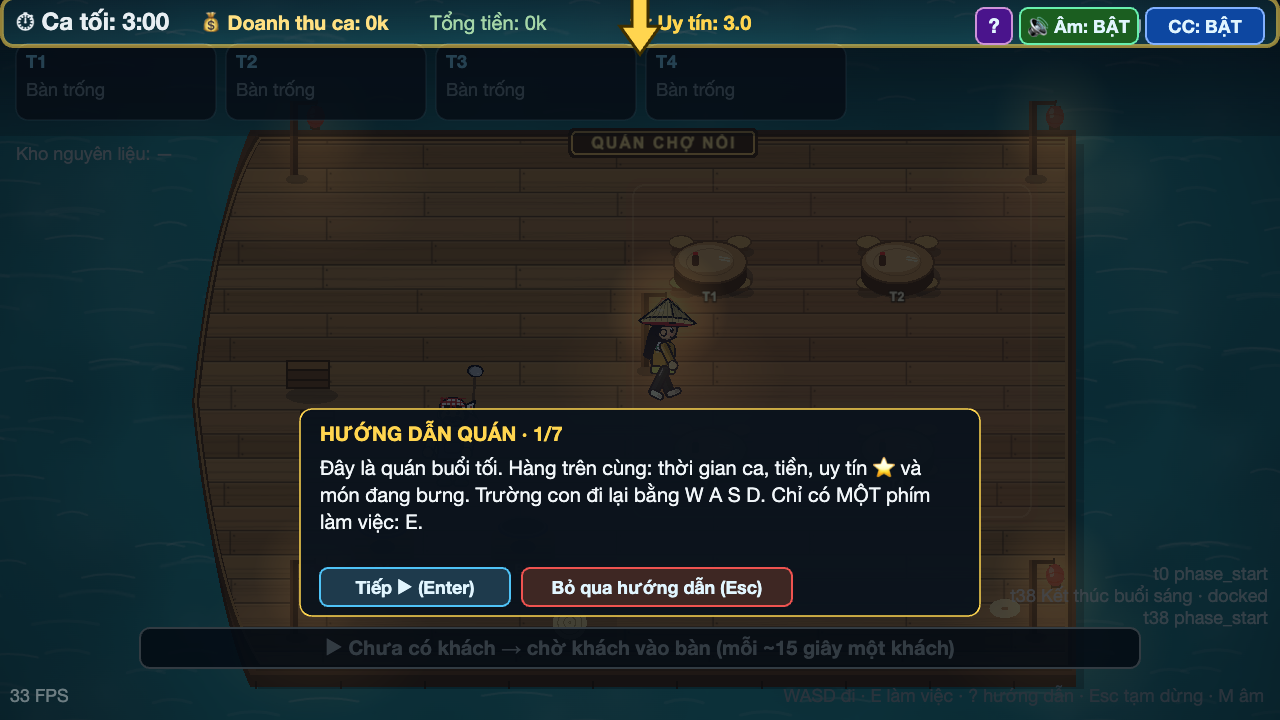 ⏱ Ca tối: 3:00
💰 Doanh thu ca: 0k
Tổng tiền: 0k
Uy tín: 3.0
?
🔊 Âm: BẬT
CC: BẬT
T1
Bàn trống
T2
Bàn trống
T3
Bàn trống
T4
Bàn trống
Kho nguyên liệu: —
QUÁN CHỢ NỔI
T1
T2
HƯỚNG DẪN QUÁN · 1/7
Đây là quán buổi tối. Hàng trên cùng: thời gian ca, tiền, uy tín ⭐ và
món đang bưng. Trường con đi lại bằng W A S D. Chỉ có MỘT phím
làm việc: E.
Tiếp ▶ (Enter)
Bỏ qua hướng dẫn (Esc)
t0 phase_start
t38 Kết thúc buổi sáng · docked
t38 phase_start
▶ Chưa có khách → chờ khách vào bàn (mỗi ~15 giây một khách)
33 FPS
WASD đi · E làm việc · ? hướng dẫn · Esc tạm dừng · M âm